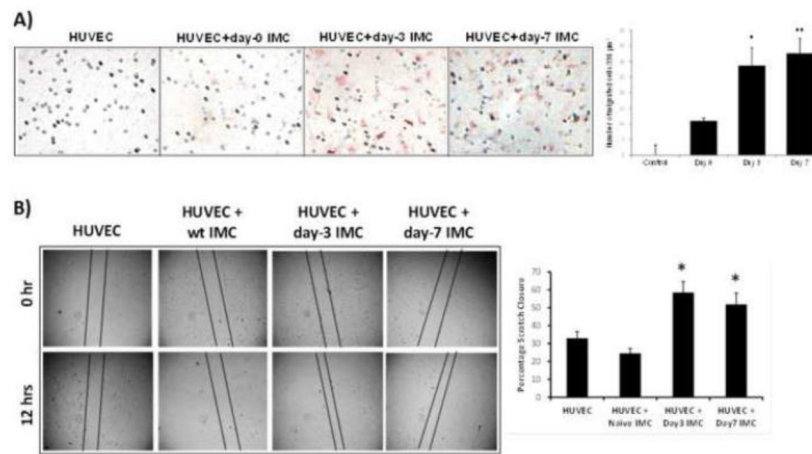 A)
HUVEC
HUVEC+day-0 IMC
HUVEC+day-3 IMC
HUVEC+day-7 IMC
*
**
Control
Day 0
Day 3
Day 7
B)
HUVEC
HUVEC +
wt IMC
HUVEC +
day-3 IMC
HUVEC +
day-7 IMC
0 hr
12 hrs
Percentage Scratch Closure
70
60
50
40
30
20
10
0
*
*
HUVEC
HUVEC +
Naive IMC
HUVEC +
Day3 IMC
HUVEC +
Day7 IMC